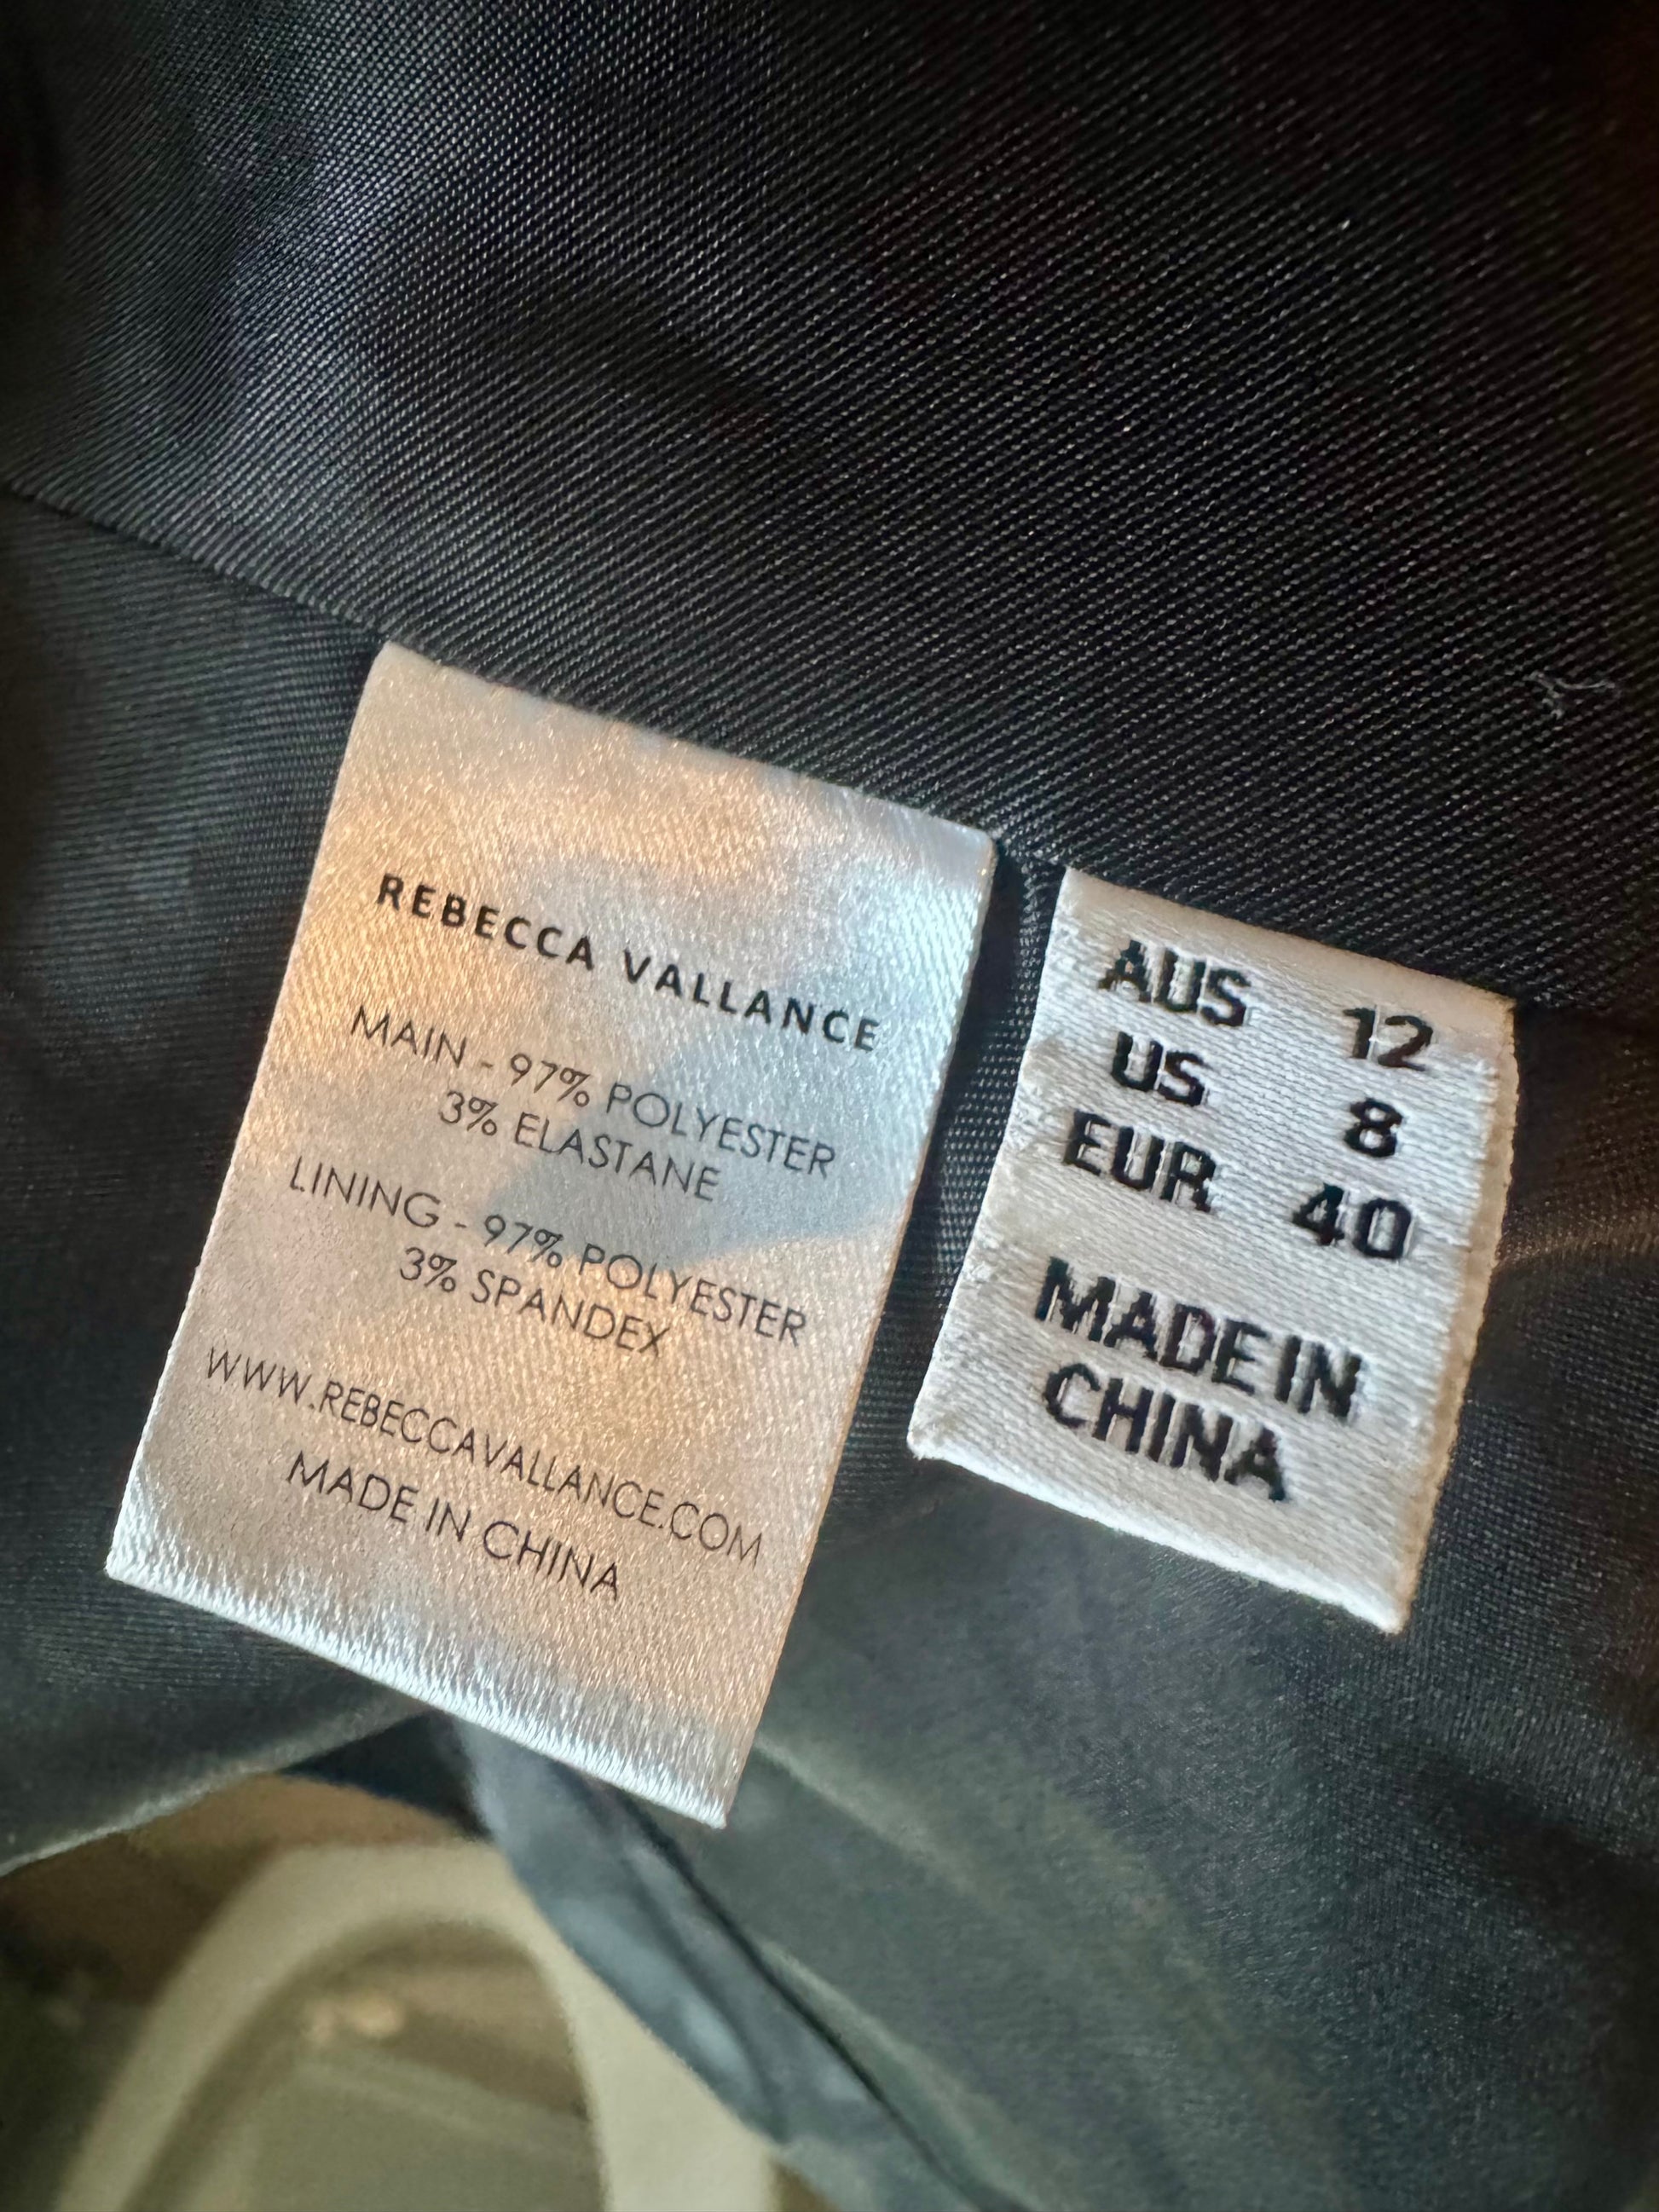 REBECCA VALLANCE
MAIN - 97% POLYESTER
3% ELASTANE
LINING - 97% POLYESTER
3% SPANDEX
WWW.REBECCAVALLANCE.COM
MADE IN CHINA
AUS 12
US 8
EUR 40
MADE IN
CHINA